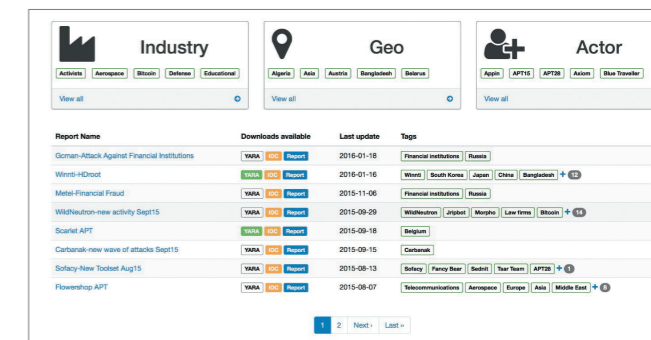 Industry
Activists Aerospace Bitcoin Defense Educational
View all
Geo
Algeria Asia Austria Bangladesh Belarus
View all
Actor
Appin APT15 APT28 Axiom Blue Traveller
View all
Report Name Downloads available Last update Tags
Gcman-Attack Against Financial Institutions YARA IOC Report 2016-01-18 Financial institutions Russia
Winnti-HDroot YARA IOC Report 2016-01-16 Winnti South Korea Japan China Bangladesh + 12
Metel-Financial Fraud YARA IOC Report 2015-11-06 Financial institutions Russia
WildNeutron-new activity Sept15 YARA IOC Report 2015-09-29 WildNeutron Jripbot Morpho Law firms Bitcoin + 14
Scarlet APT YARA IOC Report 2015-09-18 Belgium
Carbanak-new wave of attacks Sept15 YARA IOC Report 2015-09-15 Carbanak
Sofacy-New Toolset Aug15 YARA IOC Report 2015-08-13 Sofacy Fancy Bear Sednit Tsar Team APT28 + 1
Flowershop APT YARA IOC Report 2015-08-07 Telecommunications Aerospace Europe Asia Middle East + 8
1 2 Next › Last »